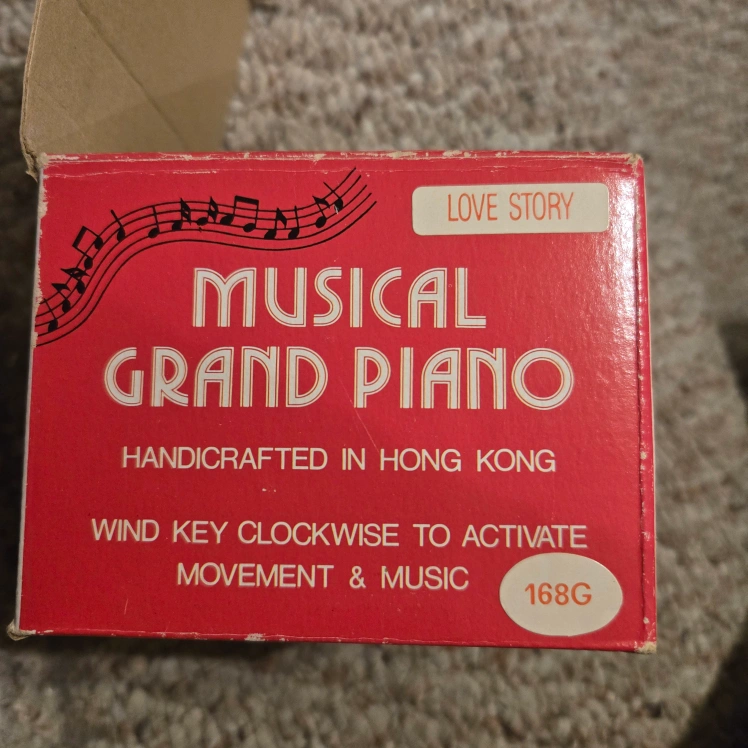 LOVE STORY
MUSICAL
GRAND PIANO
HANDICRAFTED IN HONG KONG
WIND KEY CLOCKWISE TO ACTIVATE
MOVEMENT & MUSIC
168G